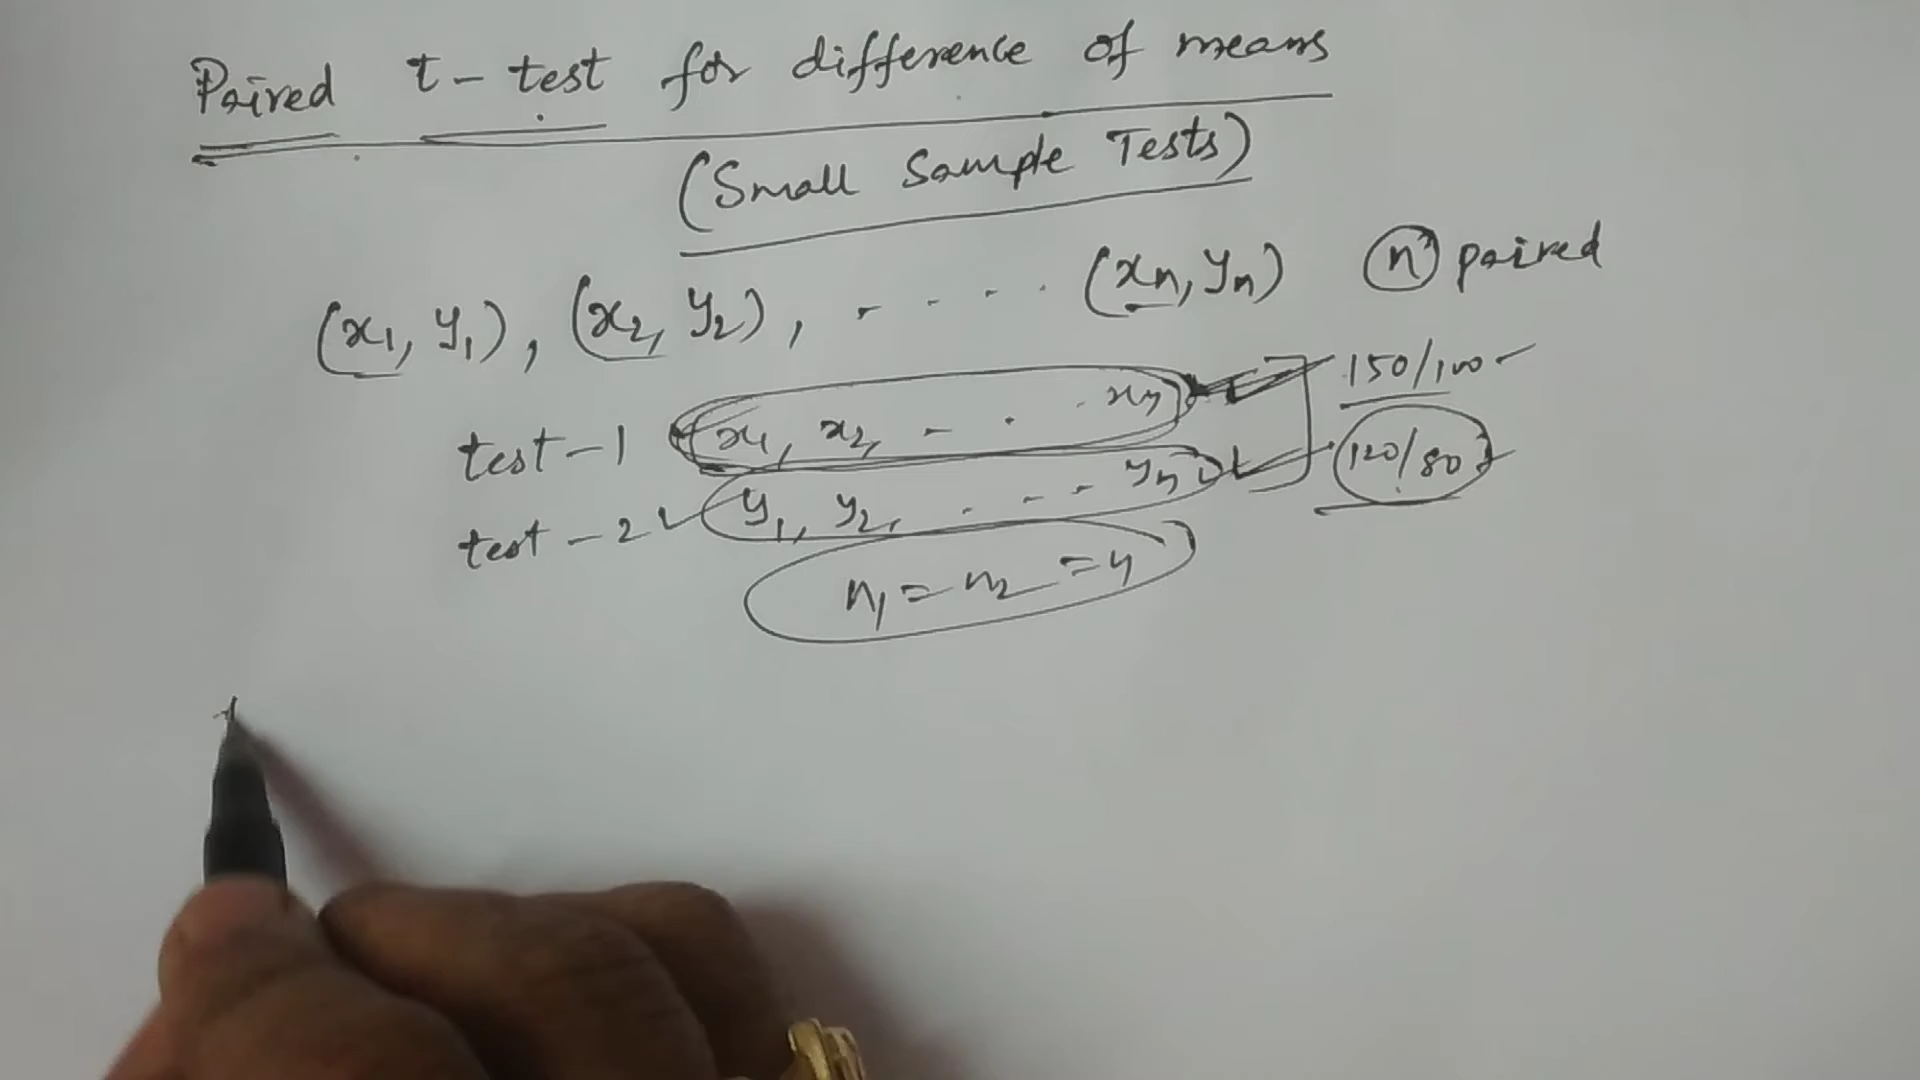 Paired t-test for difference of means
(Small Sample Tests)
(x1, y1), (x2, y2), ..... (xn, yn) n paired
test-1 x1, x2, - . . xn 150/100
test-2 y1, y2, . - - . yn 120/80
n1 = n2 = n